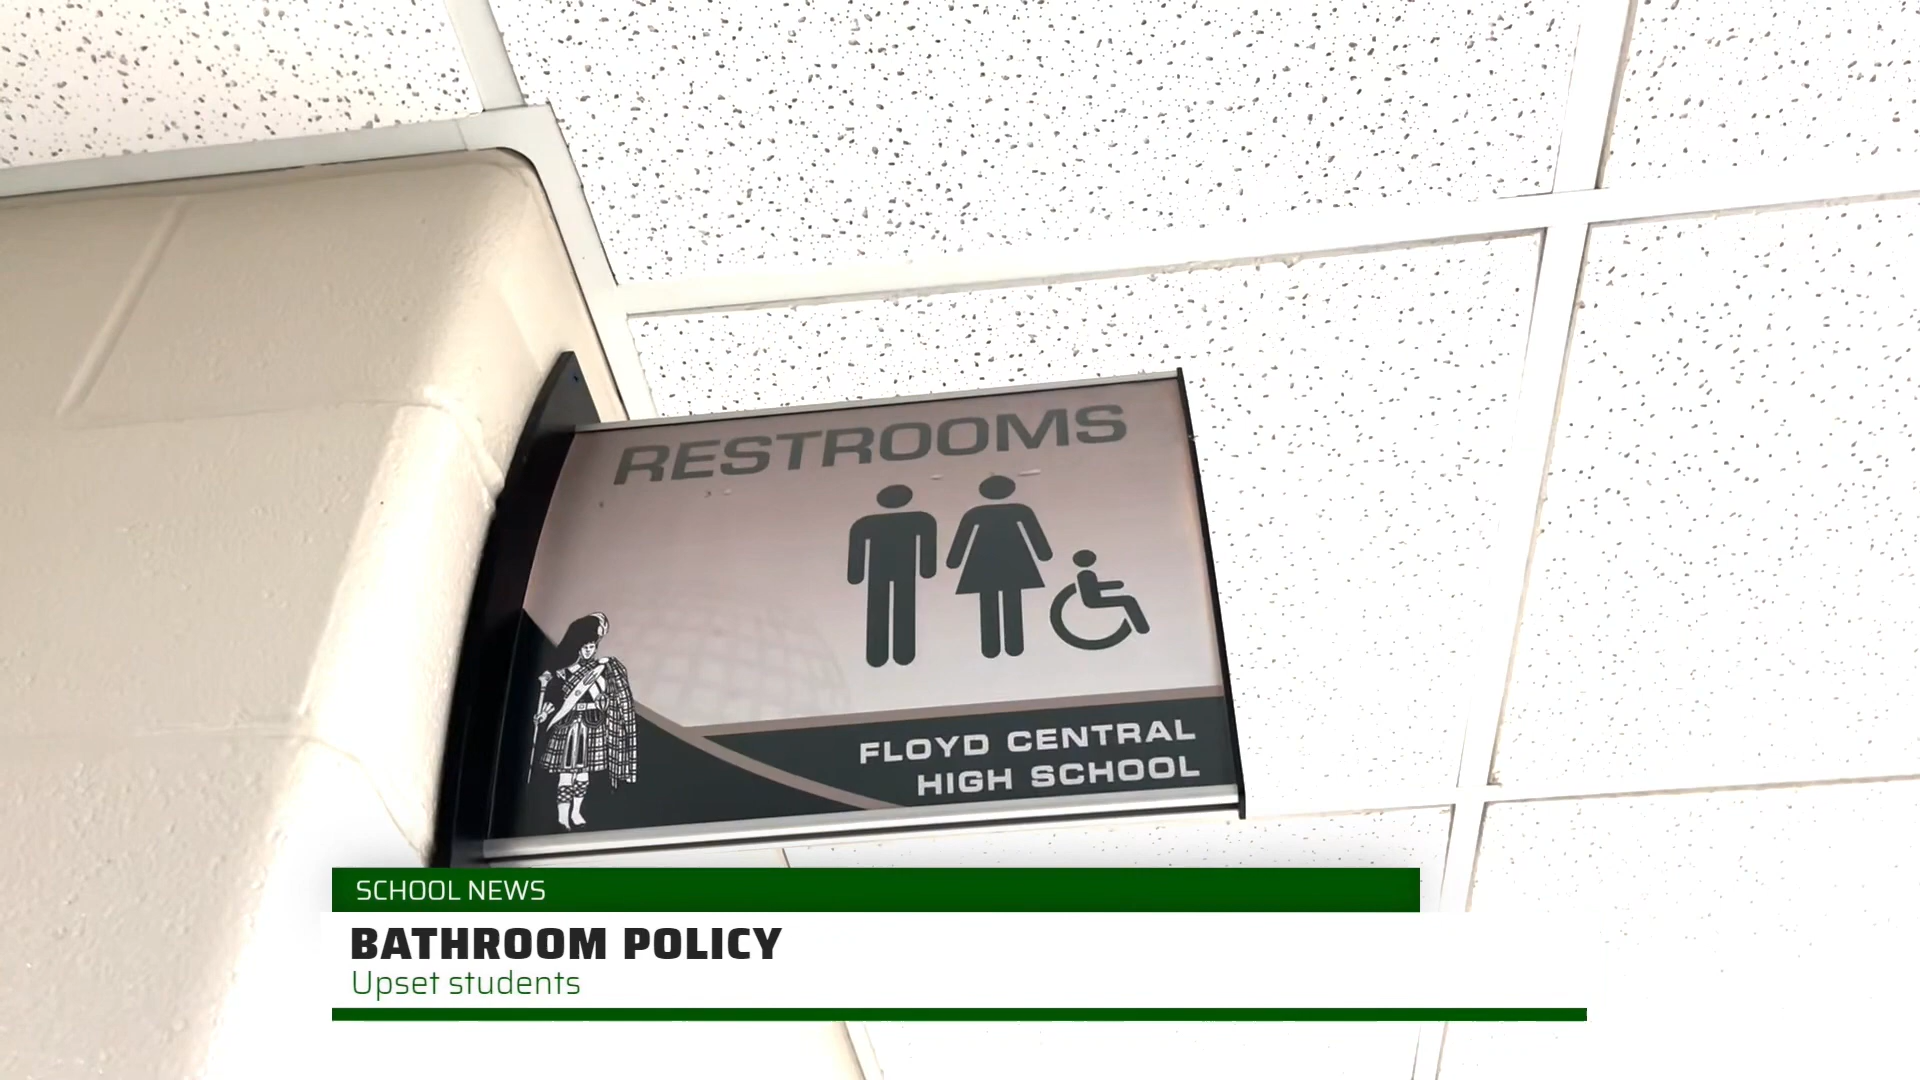 RESTROOMS
FLOYD CENTRAL
HIGH SCHOOL
SCHOOL NEWS
BATHROOM POLICY
Upset students